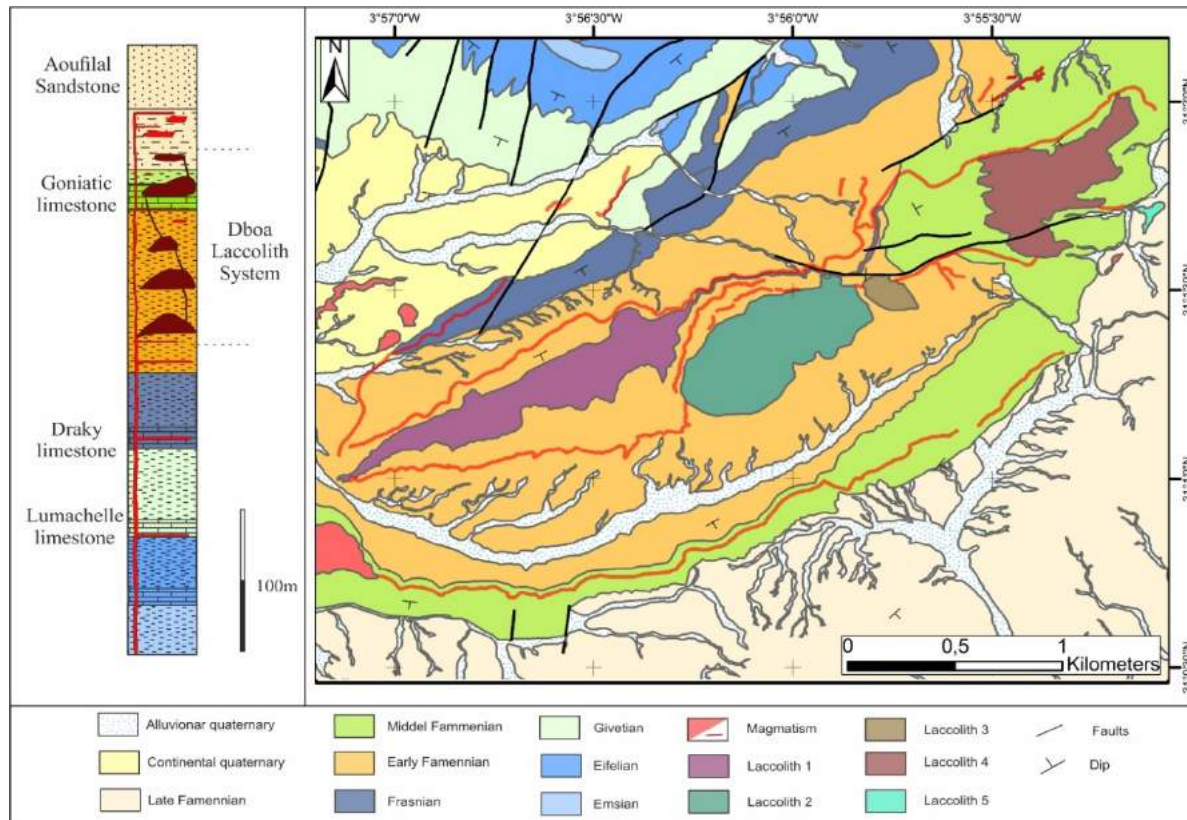 3°57'0"W
3°56'30"W
3°56'0"W
3°55'30"W
N
Aoufilal
Sandstone
Goniatic
limestone
Dboa
Laccolith
System
Draky
limestone
Lumachelle
limestone
100m
0
0,5
1
Kilometers
Alluvionar quaternary
Middel Fammenian
Givetian
Magmatism
Laccolith 3
Faults
Continental quaternary
Early Famennian
Eifelian
Laccolith 1
Laccolith 4
Dip
Late Famennian
Frasnian
Emsian
Laccolith 2
Laccolith 5